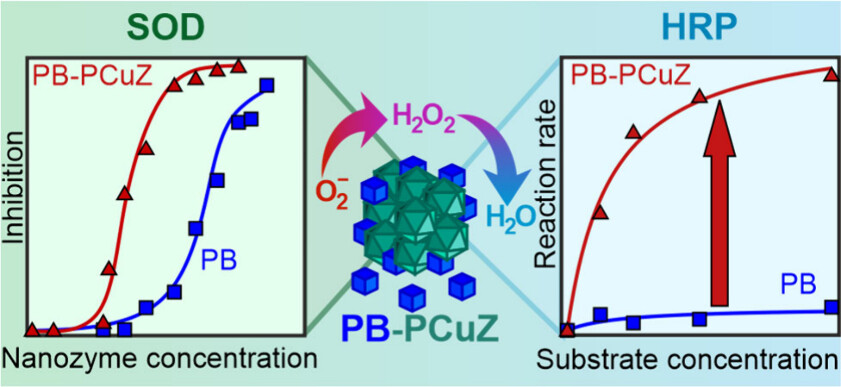 SOD
HRP
PB-PCuZ
Inhibition
PB
Nanozyme concentration
O₂⁻
H₂O₂
H₂O
PB-PCuZ
PB-PCuZ
Reaction rate
PB
Substrate concentration